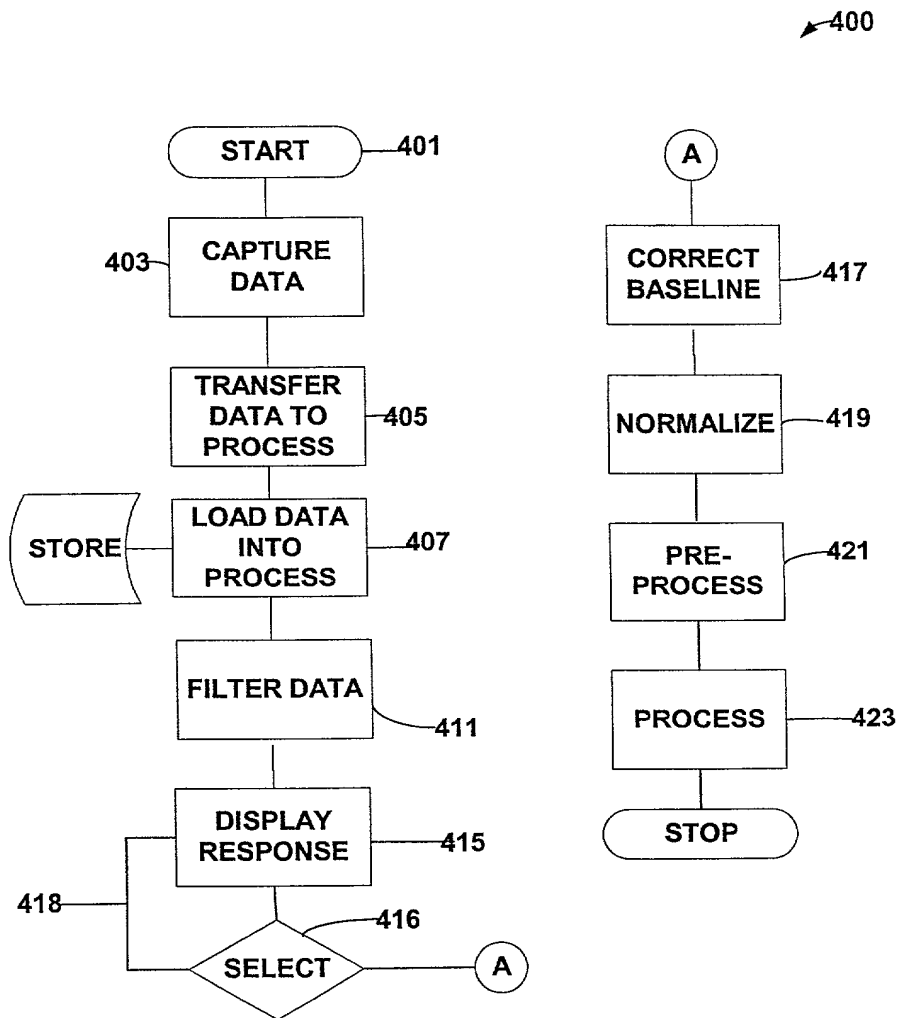 400
START
401
CAPTURE
DATA
403
TRANSFER
DATA TO
PROCESS
405
STORE
LOAD DATA
INTO
PROCESS
407
FILTER DATA
411
DISPLAY
RESPONSE
415
418
416
SELECT
A
A
CORRECT
BASELINE
417
NORMALIZE
419
PRE-
PROCESS
421
PROCESS
423
STOP